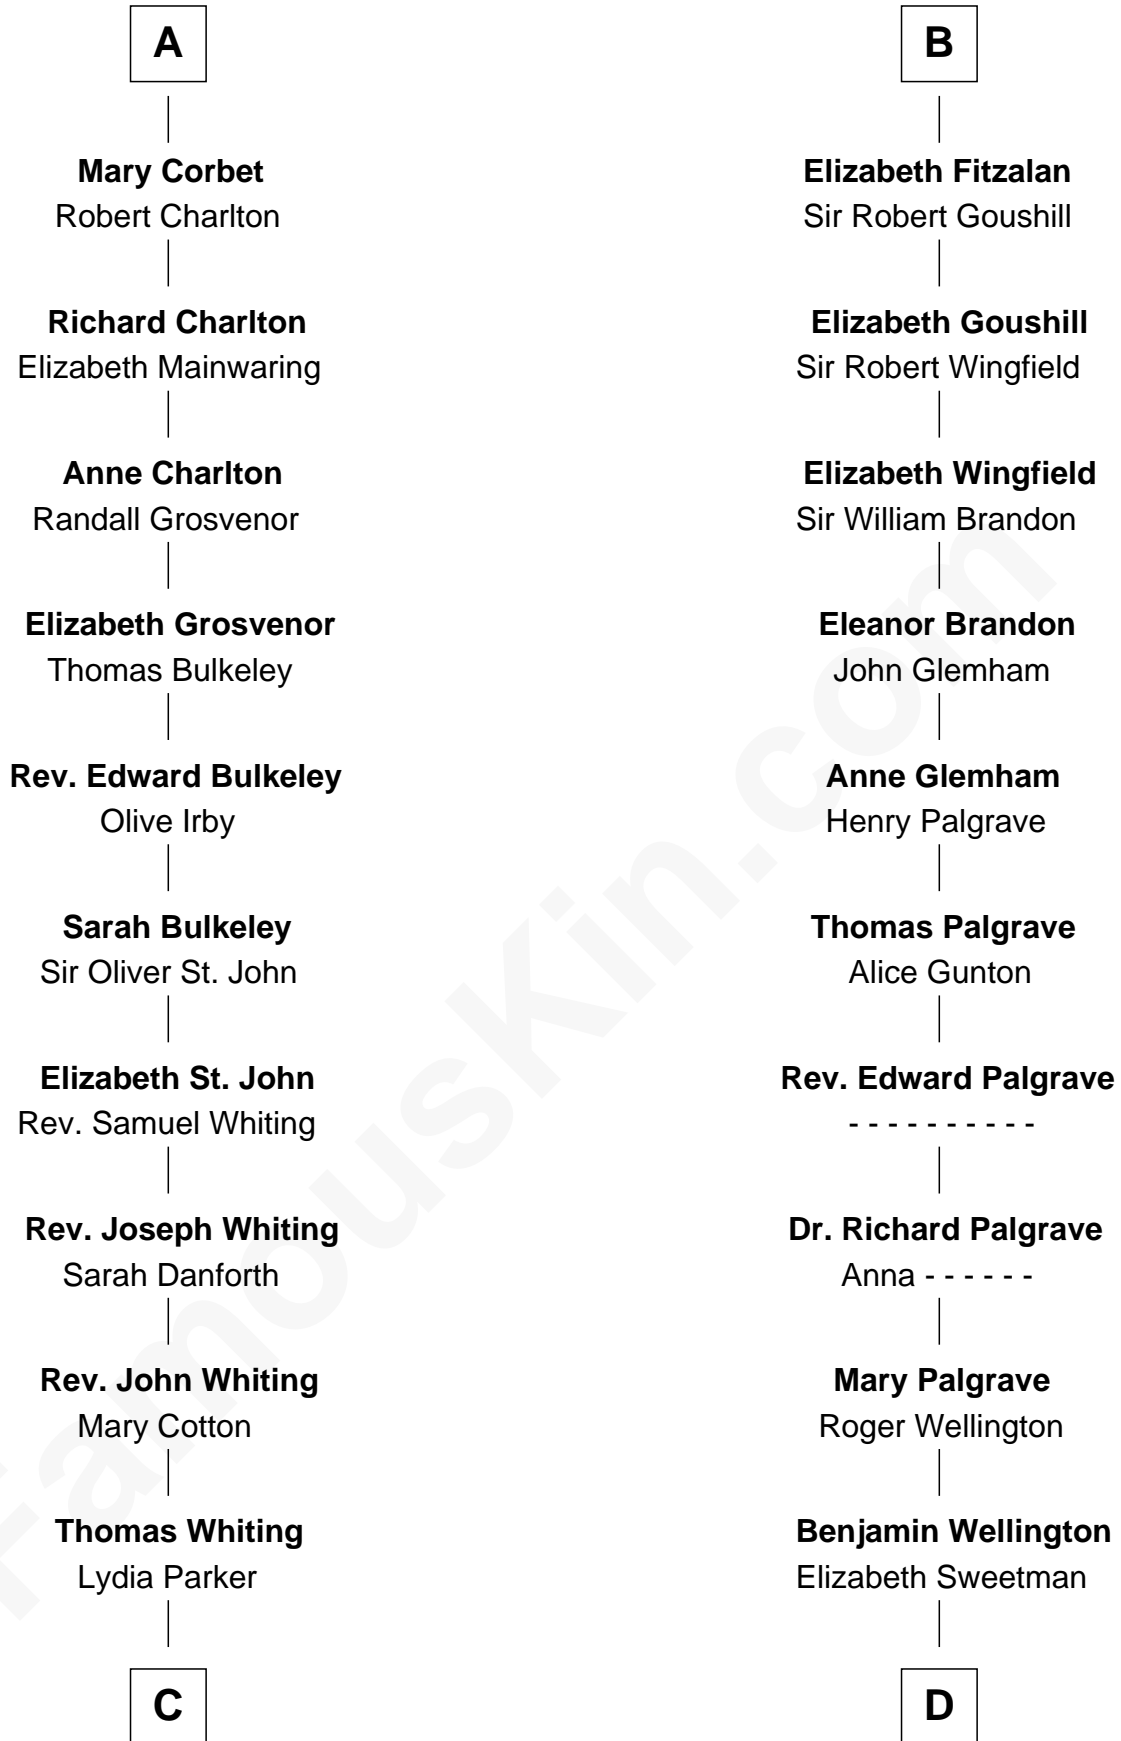 A
Mary Corbet
Robert Charlton
Richard Charlton
Elizabeth Mainwaring
Anne Charlton
Randall Grosvenor
Elizabeth Grosvenor
Thomas Bulkeley
Rev. Edward Bulkeley
Olive Irby
Sarah Bulkeley
Sir Oliver St. John
Elizabeth St. John
Rev. Samuel Whiting
Rev. Joseph Whiting
Sarah Danforth
Rev. John Whiting
Mary Cotton
Thomas Whiting
Lydia Parker
C
B
Elizabeth Fitzalan
Sir Robert Goushill
Elizabeth Goushill
Sir Robert Wingfield
Elizabeth Wingfield
Sir William Brandon
Eleanor Brandon
John Glemham
Anne Glemham
Henry Palgrave
Thomas Palgrave
Alice Gunton
Rev. Edward Palgrave
- - - - - - - - - -
Dr. Richard Palgrave
Anna - - - - - -
Mary Palgrave
Roger Wellington
Benjamin Wellington
Elizabeth Sweetman
D
FamousKin.com